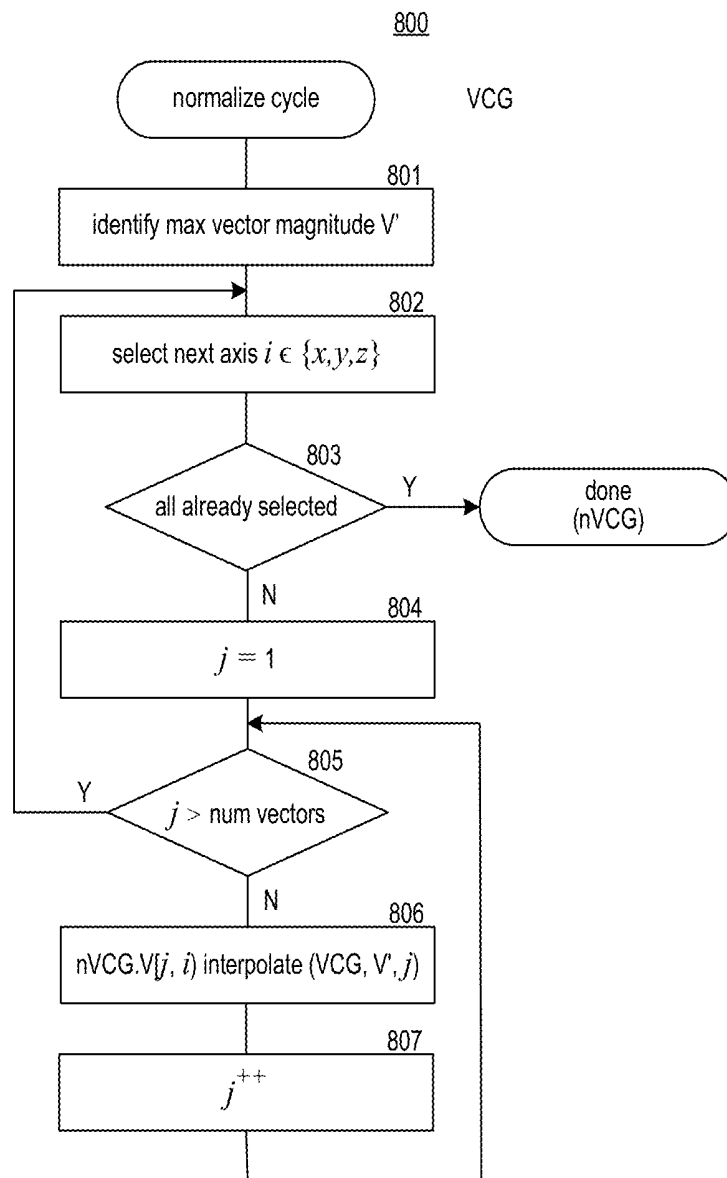 800
normalize cycle
VCG
801
identify max vector magnitude V'
802
select next axis i ϵ {x,y,z}
803
all already selected
Y
done
(nVCG)
N
804
j = 1
805
Y
j > num vectors
N
806
nVCG.V[j, i) interpolate (VCG, V', j)
807
j++